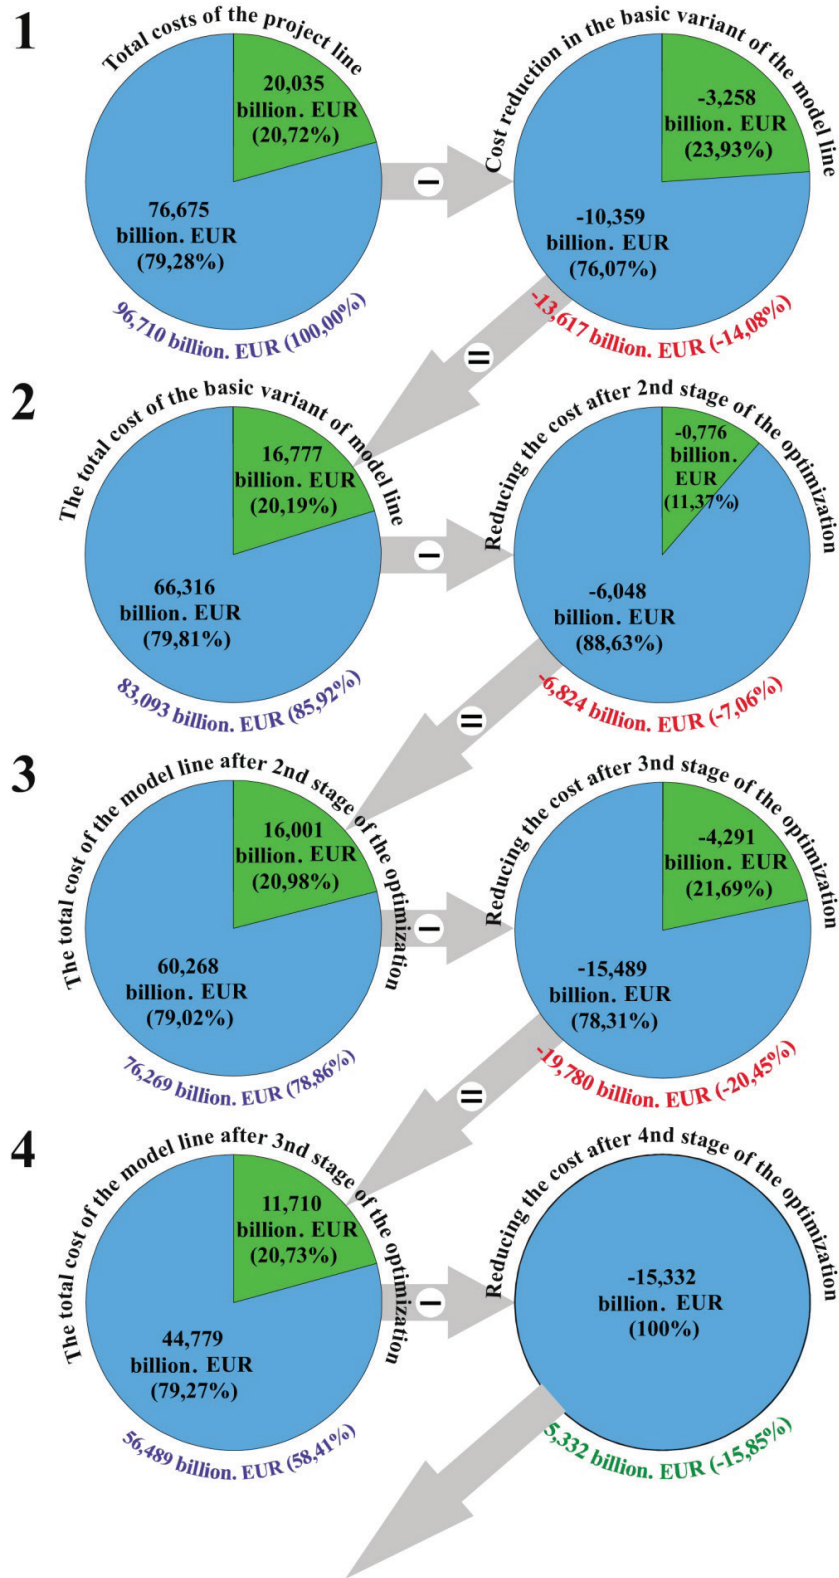 1
Total costs of the project line
20,035
billion. EUR
(20,72%)
76,675
billion. EUR
(79,28%)
96,710 billion. EUR (100,00%)
I
Cost reduction in the basic variant of the model line
-3,258
billion. EUR
(23,93%)
-10,359
billion. EUR
(76,07%)
-13,617 billion. EUR (-14,08%)
II
2
The total cost of the basic variant of model line
16,777
billion. EUR
(20,19%)
66,316
billion. EUR
(79,81%)
83,093 billion. EUR (85,92%)
I
Reducing the cost after 2nd stage of the optimization
-0,776
billion.
EUR
(11,37%)
-6,048
billion. EUR
(88,63%)
-6,824 billion. EUR (-7,06%)
II
3
The total cost of the model line after 2nd stage of the optimization
16,001
billion. EUR
(20,98%)
60,268
billion. EUR
(79,02%)
76,269 billion. EUR (78,86%)
I
Reducing the cost after 3nd stage of the optimization
-4,291
billion. EUR
(21,69%)
-15,489
billion. EUR
(78,31%)
-19,780 billion. EUR (-20,45%)
II
4
The total cost of the model line after 3nd stage of the optimization
11,710
billion. EUR
(20,73%)
44,779
billion. EUR
(79,27%)
56,489 billion. EUR (58,41%)
I
Reducing the cost after 4nd stage of the optimization
-15,332
billion. EUR
(100%)
5,332 billion. EUR (-15,85%)